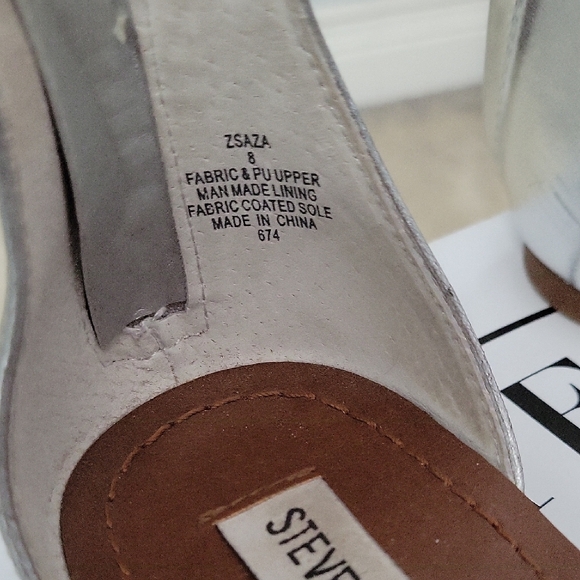 ZSAZA
8
FABRIC & PU UPPER
MAN MADE LINING
FABRIC COATED SOLE
MADE IN CHINA
674
E
STEVE